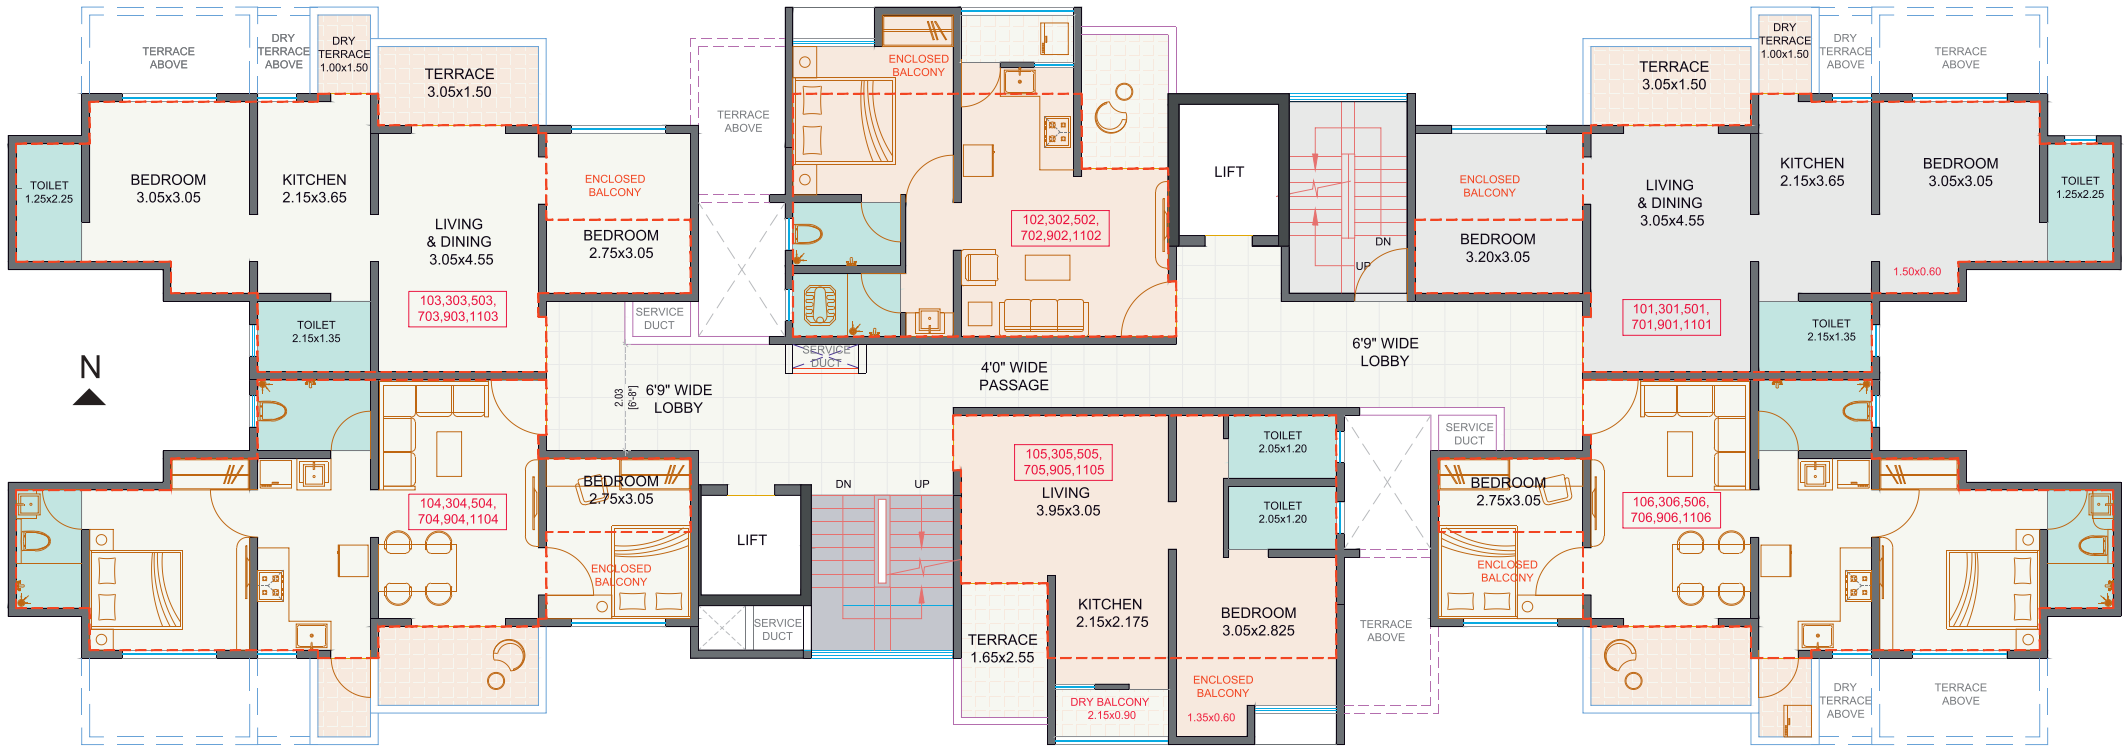 TERRACE
ABOVE
DRY
TERRACE
ABOVE
DRY
TERRACE
1.00x1.50
TERRACE
3.05x1.50
TERRACE
ABOVE
ENCLOSED
BALCONY
LIFT
DN
UP
TERRACE
3.05x1.50
DRY
TERRACE
1.00x1.50
DRY
TERRACE
ABOVE
TERRACE
ABOVE
TOILET
1.25x2.25
BEDROOM
3.05x3.05
KITCHEN
2.15x3.65
LIVING
& DINING
3.05x4.55
103,303,503,
703,903,1103
ENCLOSED
BALCONY
BEDROOM
2.75x3.05
TOILET
2.15x1.35
SERVICE
DUCT
102,302,502,
702,902,1102
SERVICE
DUCT
ENCLOSED
BALCONY
BEDROOM
3.20x3.05
LIVING
& DINING
3.05x4.55
101,301,501,
701,901,1101
KITCHEN
2.15x3.65
BEDROOM
3.05x3.05
TOILET
1.25x2.25
1.50x0.60
TOILET
2.15x1.35
N
2.03
[6'-8"]
6'9" WIDE
LOBBY
4'0" WIDE
PASSAGE
6'9" WIDE
LOBBY
104,304,504,
704,904,1104
BEDROOM
2.75x3.05
ENCLOSED
BALCONY
LIFT
SERVICE
DUCT
DN
UP
105,305,505,
705,905,1105
LIVING
3.95x3.05
TOILET
2.05x1.20
TOILET
2.05x1.20
KITCHEN
2.15x2.175
BEDROOM
3.05x2.825
TERRACE
1.65x2.55
DRY BALCONY
2.15x0.90
ENCLOSED
BALCONY
1.35x0.60
SERVICE
DUCT
TERRACE
ABOVE
BEDROOM
2.75x3.05
ENCLOSED
BALCONY
106,306,506,
706,906,1106
DRY
TERRACE
ABOVE
TERRACE
ABOVE